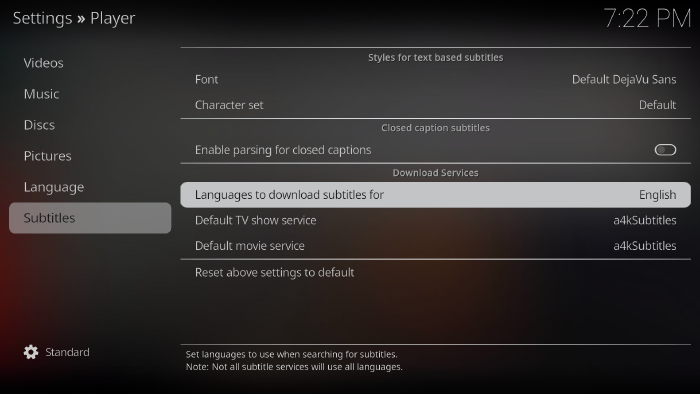 Settings » Player
7:22 PM
Videos
Music
Discs
Pictures
Language
Subtitles
Standard
Styles for text based subtitles
Font Default DejaVu Sans
Character set Default
Closed caption subtitles
Enable parsing for closed captions
Download Services
Languages to download subtitles for English
Default TV show service a4kSubtitles
Default movie service a4kSubtitles
Reset above settings to default
Set languages to use when searching for subtitles.
Note: Not all subtitle services will use all languages.